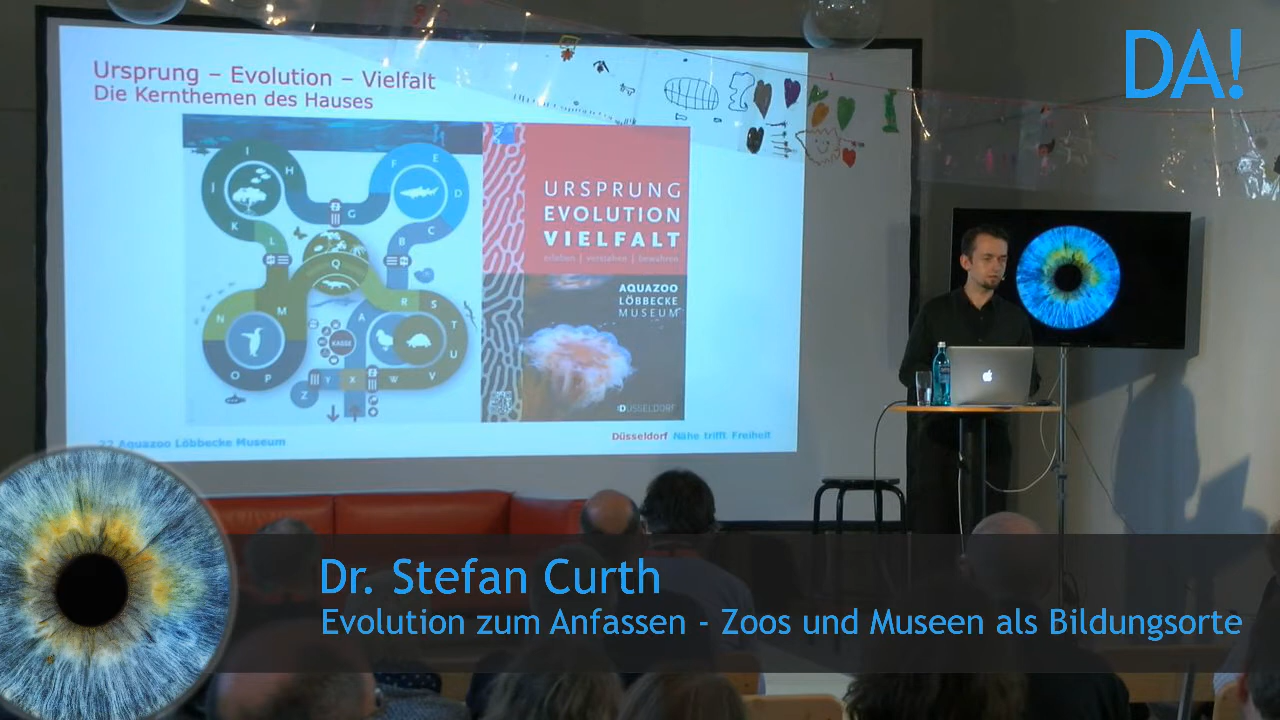 DA!
Ursprung – Evolution – Vielfalt
Die Kernthemen des Hauses
I
H
J
K
L
G
F
E
D
C
B
Q
N
M
O
P
A
R
S
T
U
V
W
X
Y
Z
KASSE
URSPRUNG
EVOLUTION
VIELFALT
erleben | verstehen | bewahren
AQUAZOO
LÖBBECKE
MUSEUM
DÜSSELDORF
22 Aquazoo Löbbecke Museum
Düsseldorf Nähe trifft Freiheit
Dr. Stefan Curth
Evolution zum Anfassen - Zoos und Museen als Bildungsorte